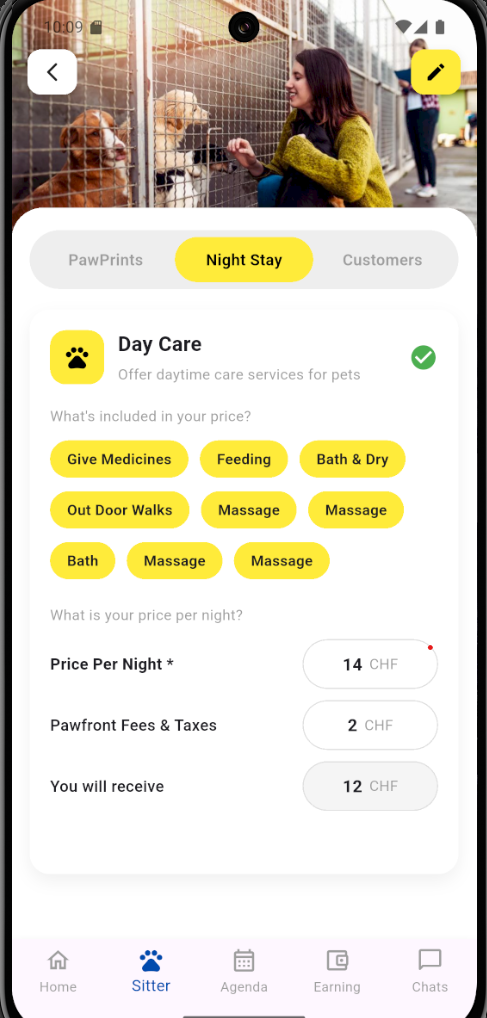 10:09
PawPrints Night Stay Customers
Day Care
Offer daytime care services for pets
What's included in your price?
Give Medicines Feeding Bath & Dry
Out Door Walks Massage Massage
Bath Massage Massage
What is your price per night?
Price Per Night * 14 CHF
Pawfront Fees & Taxes 2 CHF
You will receive 12 CHF
Home Sitter Agenda Earning Chats